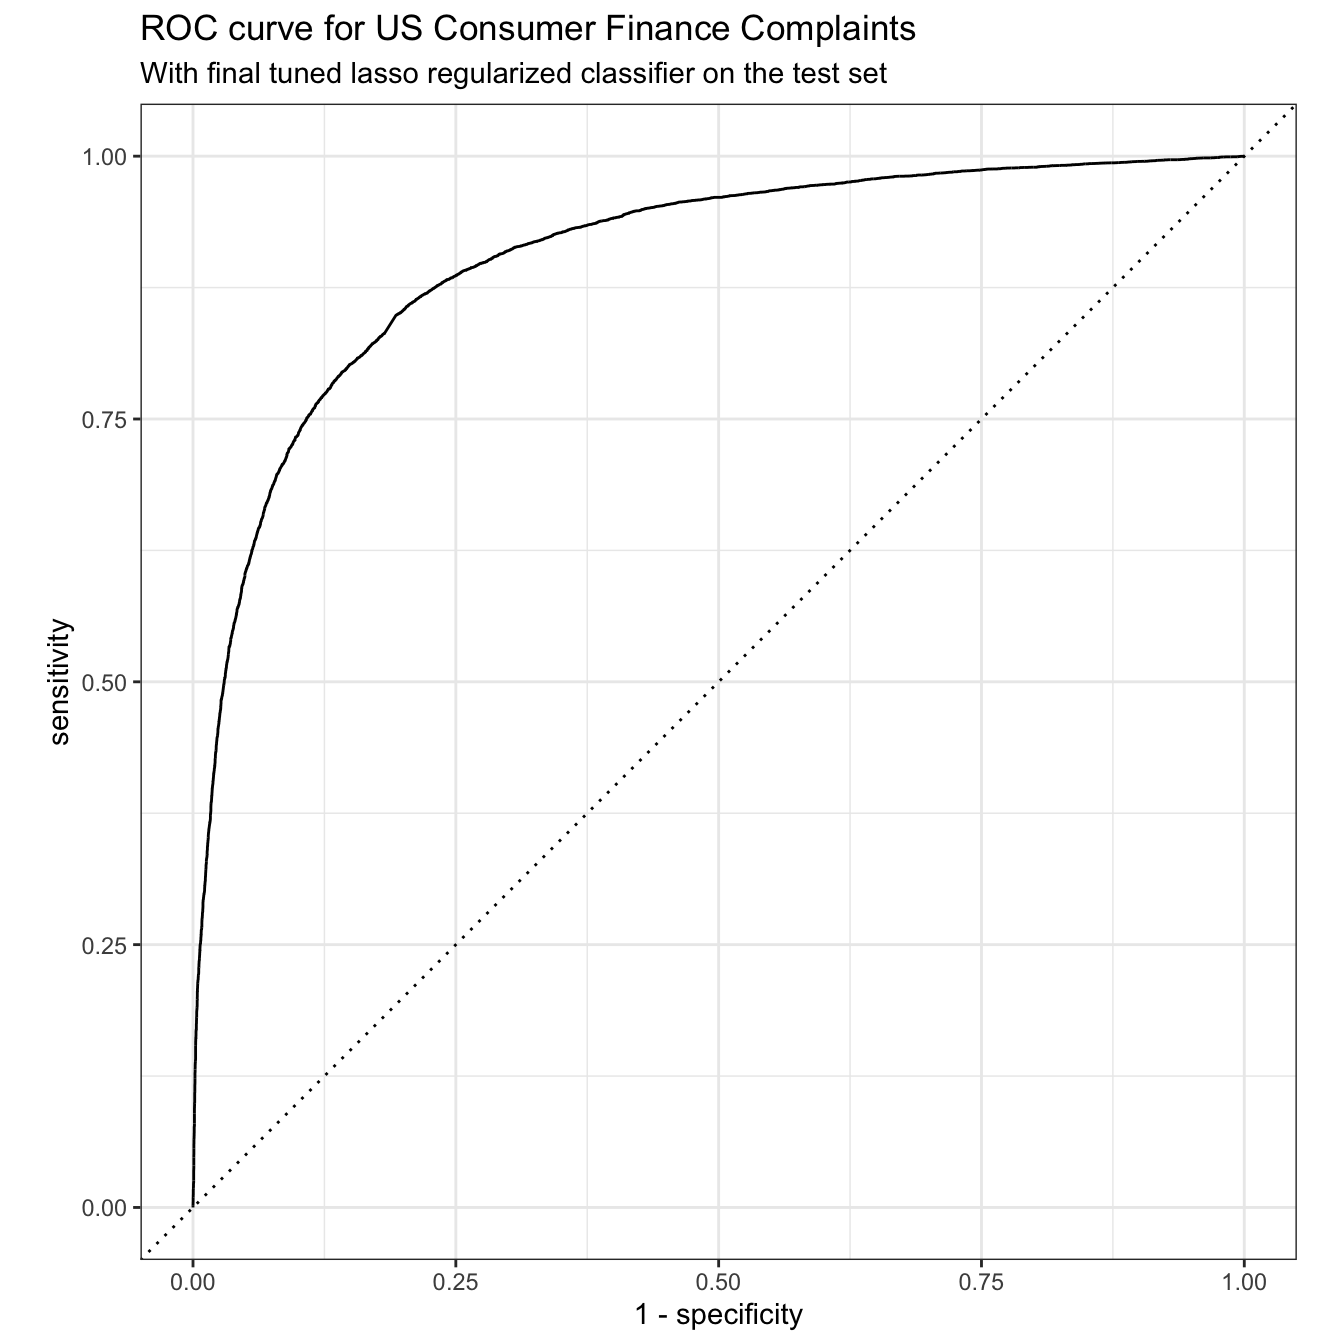 ROC curve for US Consumer Finance Complaints
With final tuned lasso regularized classifier on the test set
1.00
0.75
0.50
0.25
0.00
sensitivity
0.00 0.25 0.50 0.75 1.00
1 - specificity